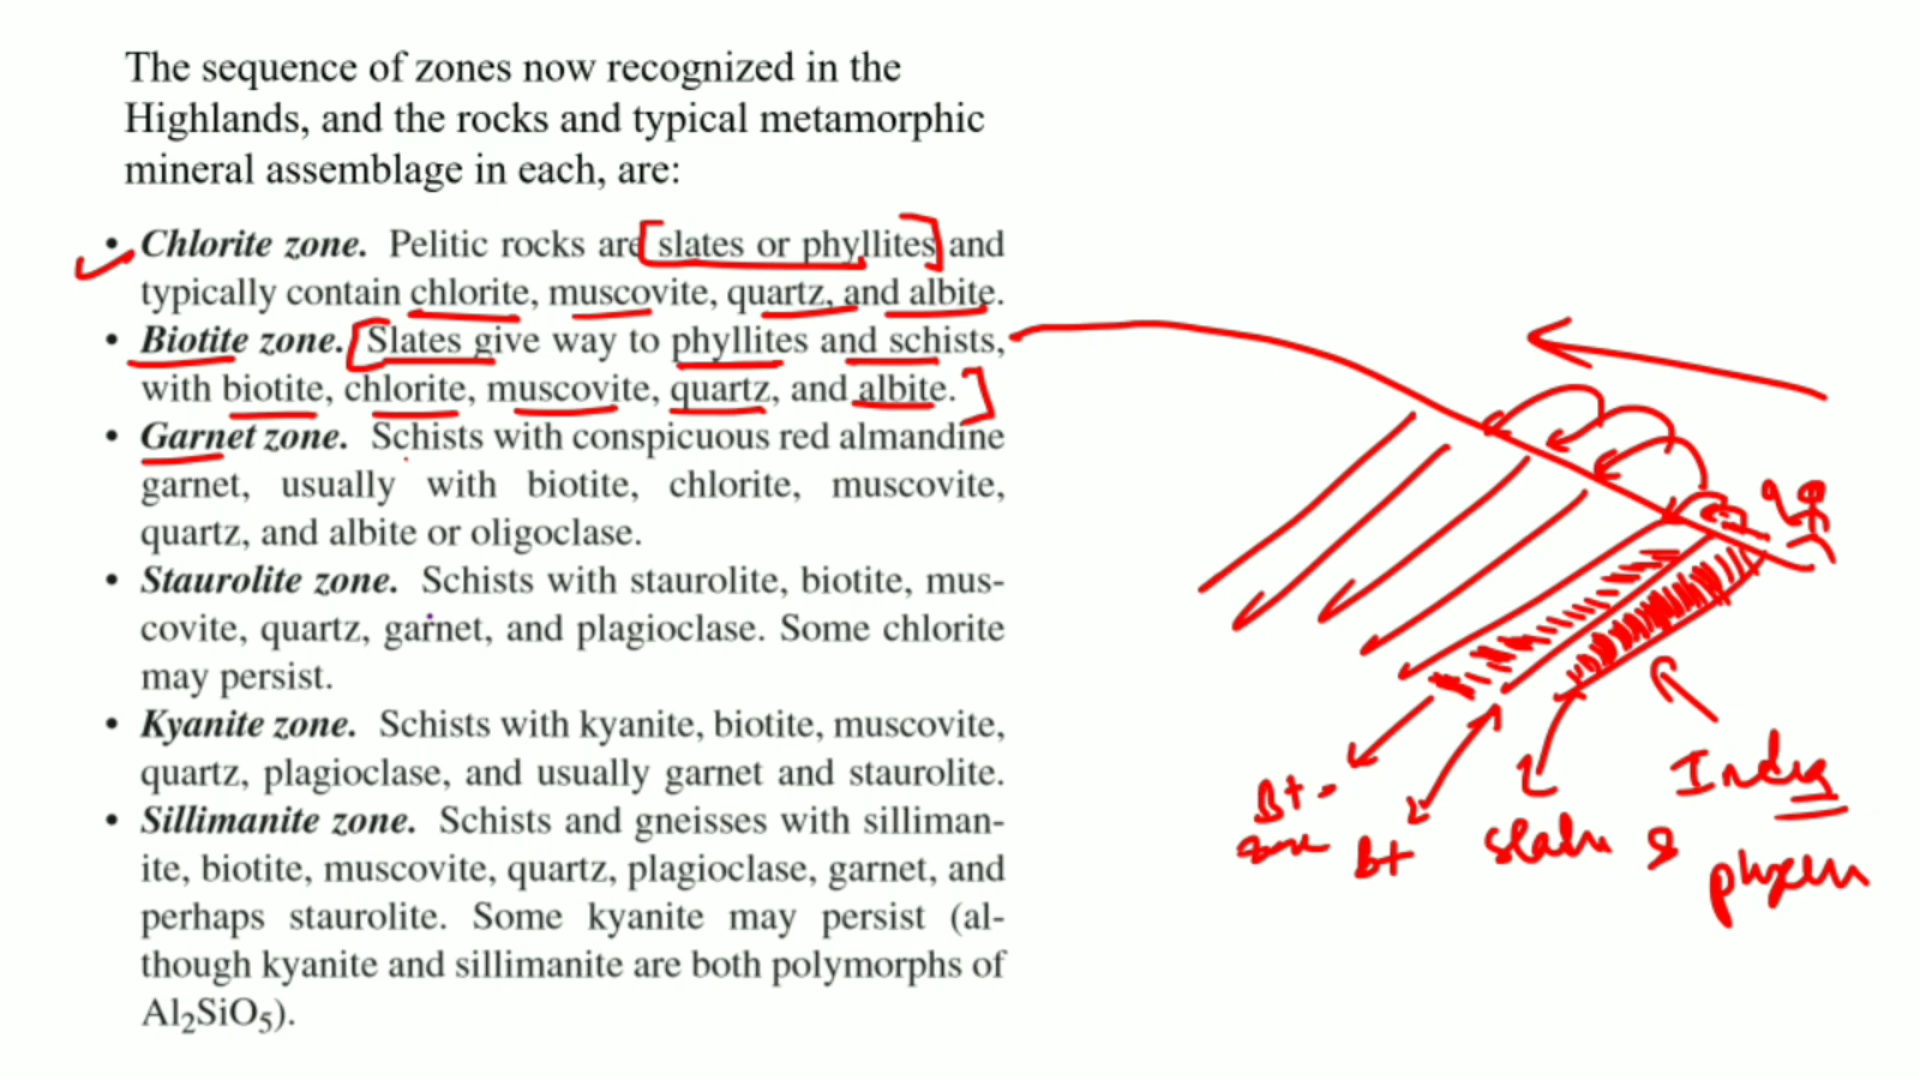 The sequence of zones now recognized in the
Highlands, and the rocks and typical metamorphic
mineral assemblage in each, are:
• Chlorite zone. Pelitic rocks are slates or phyllites and
typically contain chlorite, muscovite, quartz, and albite.
• Biotite zone. Slates give way to phyllites and schists,
with biotite, chlorite, muscovite, quartz, and albite.
• Garnet zone. Schists with conspicuous red almandine
garnet, usually with biotite, chlorite, muscovite,
quartz, and albite or oligoclase.
• Staurolite zone. Schists with staurolite, biotite, mus-
covite, quartz, garnet, and plagioclase. Some chlorite
may persist.
• Kyanite zone. Schists with kyanite, biotite, muscovite,
quartz, plagioclase, and usually garnet and staurolite.
• Sillimanite zone. Schists and gneisses with silliman-
ite, biotite, muscovite, quartz, plagioclase, garnet, and
perhaps staurolite. Some kyanite may persist (al-
though kyanite and sillimanite are both polymorphs of
Al₂SiO₅).
Bt
zone
Bt
Index